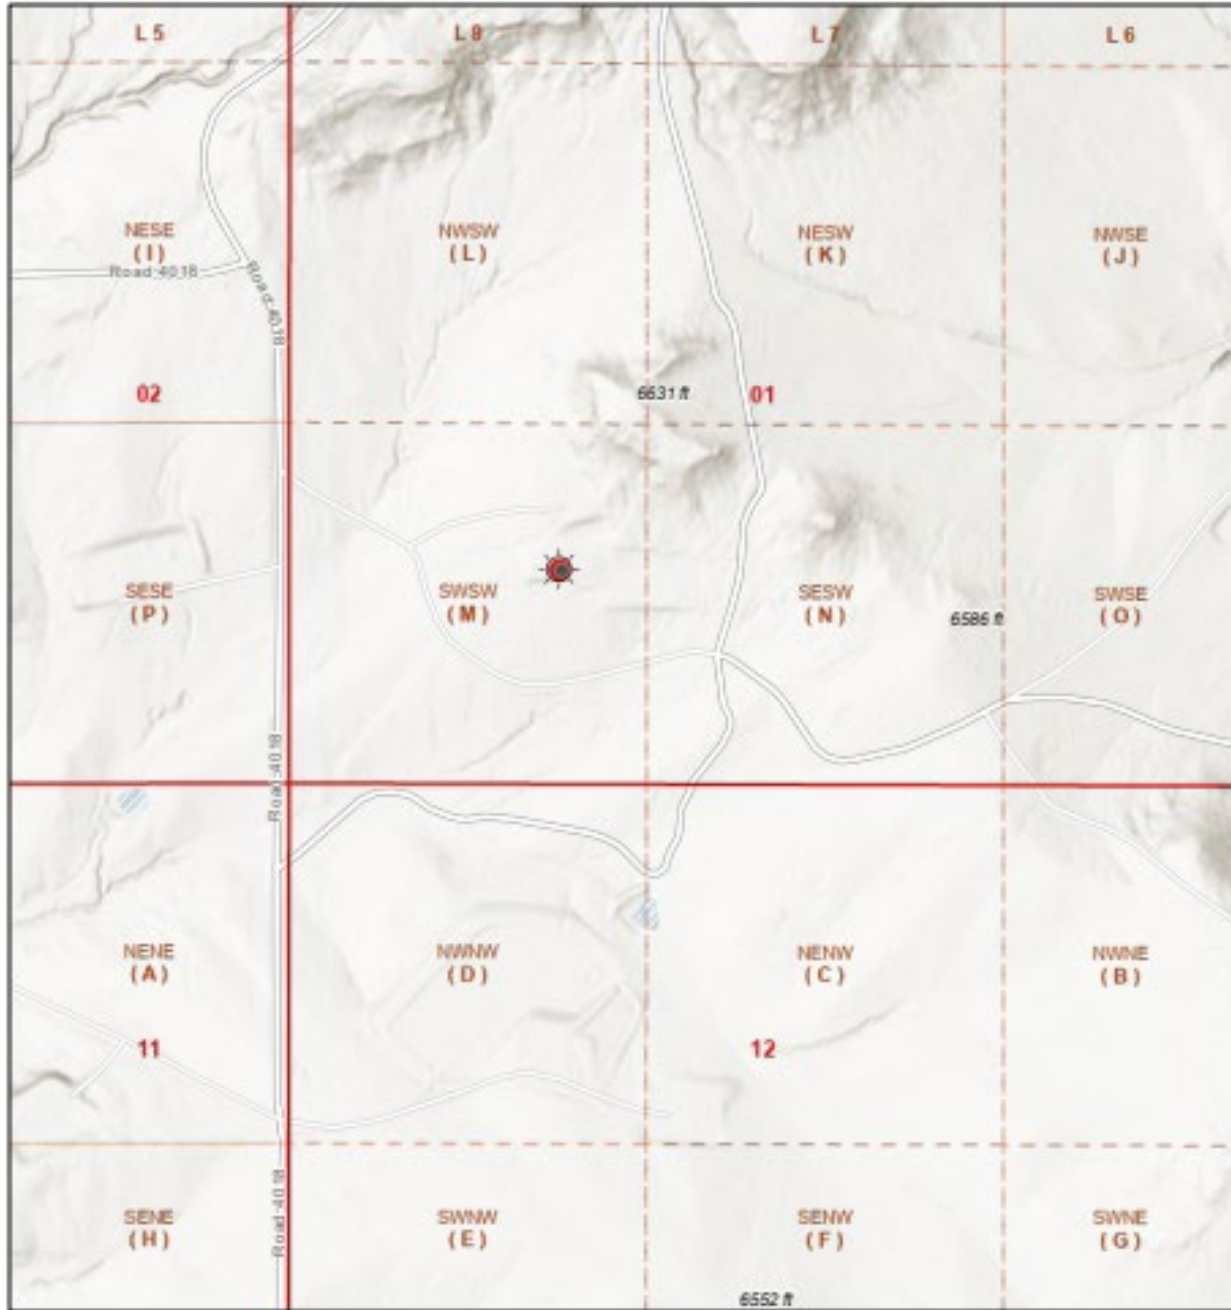 L 5
L 8
L 7
L 6
NESE
(I)
NWSW
(L)
NESW
(K)
NWSE
(J)
Road 4018
Road 4018
02
6631 ft
01
SESE
(P)
SWSW
(M)
SESW
(N)
6586 ft
SWSE
(O)
Road 4018
NENE
(A)
NWNW
(D)
NENW
(C)
NWNE
(B)
11
12
Road 4018
SENE
(H)
SWNW
(E)
SENW
(F)
SWNE
(G)
6552 ft